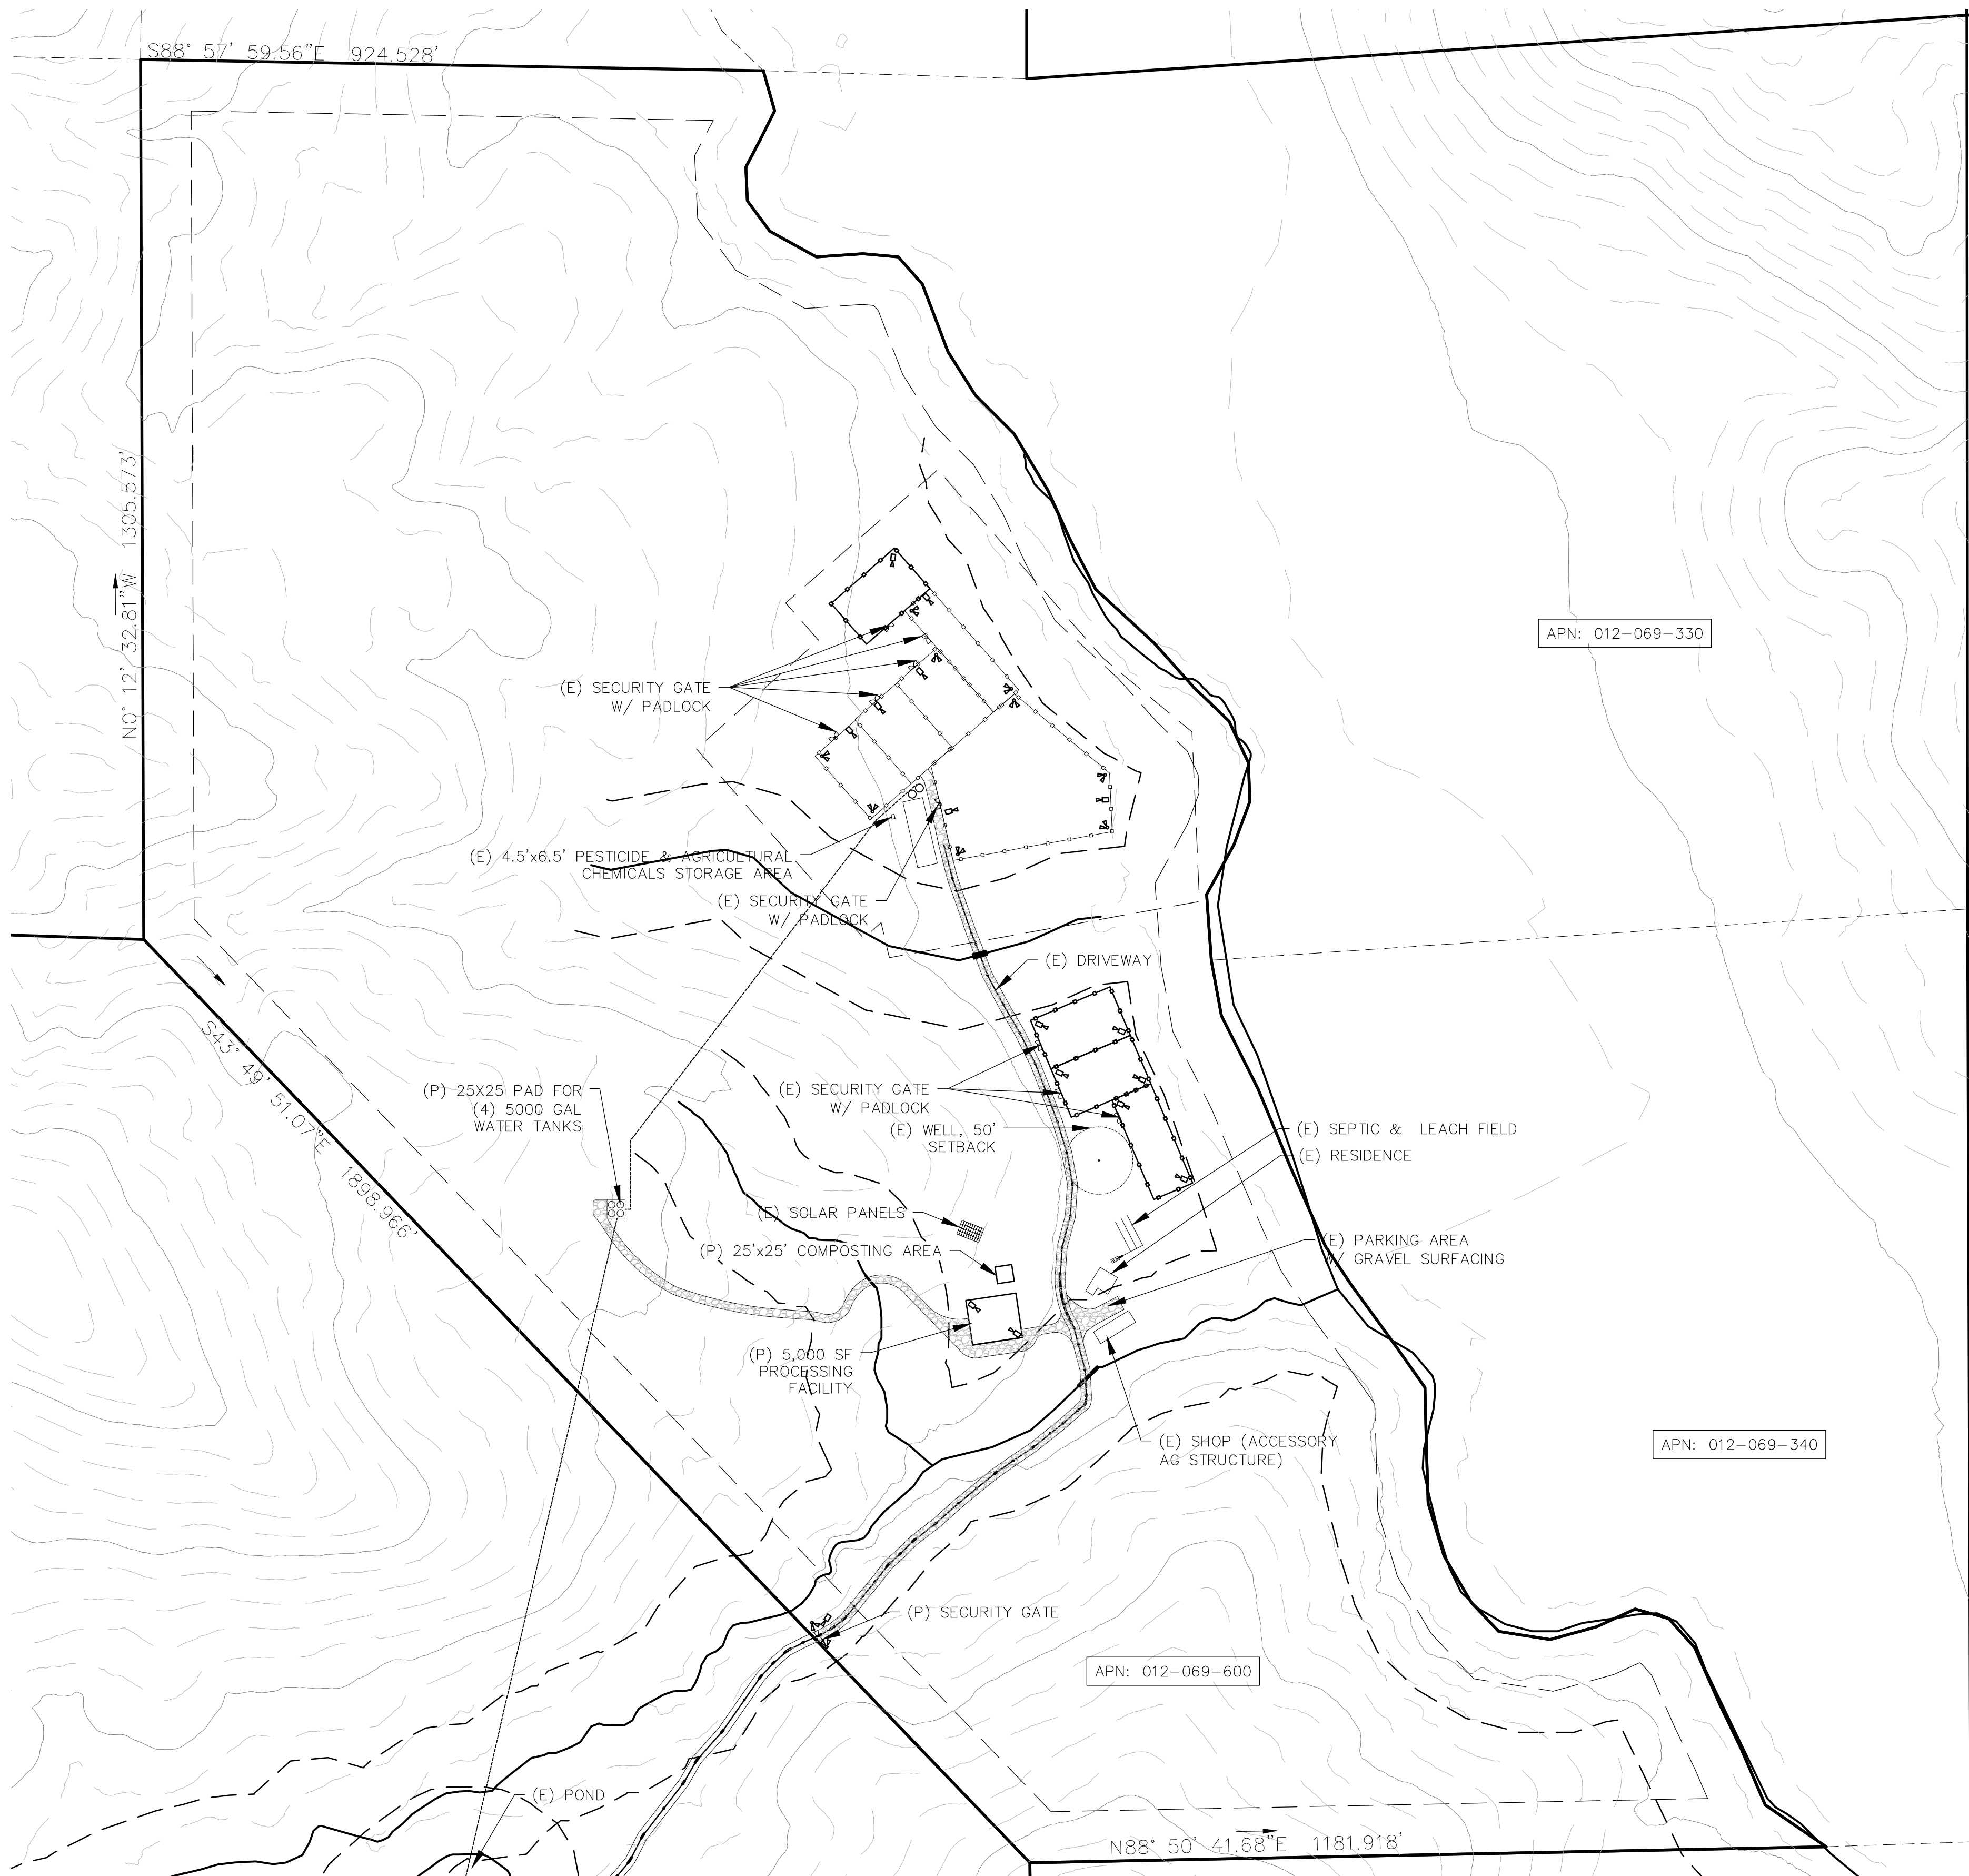 S88° 57' 59.56"E 924.528'
N0° 12' 32.81"W 1305.573'
APN: 012-069-330
(E) SECURITY GATE
W/ PADLOCK
(E) 4.5'x6.5' PESTICIDE & AGRICULTURAL
CHEMICALS STORAGE AREA
(E) SECURITY GATE
W/ PADLOCK
(E) DRIVEWAY
S43° 49' 51.07"E 1898.966'
(P) 25X25 PAD FOR
(4) 5000 GAL
WATER TANKS
(E) SECURITY GATE
W/ PADLOCK
(E) WELL, 50'
SETBACK
(E) SEPTIC & LEACH FIELD
(E) RESIDENCE
(E) SOLAR PANELS
(P) 25'x25' COMPOSTING AREA
(E) PARKING AREA
W/ GRAVEL SURFACING
(P) 5,000 SF
PROCESSING
FACILITY
(E) SHOP (ACCESSORY
AG STRUCTURE)
APN: 012-069-340
(P) SECURITY GATE
APN: 012-069-600
(E) POND
N88° 50' 41.68"E 1181.918'